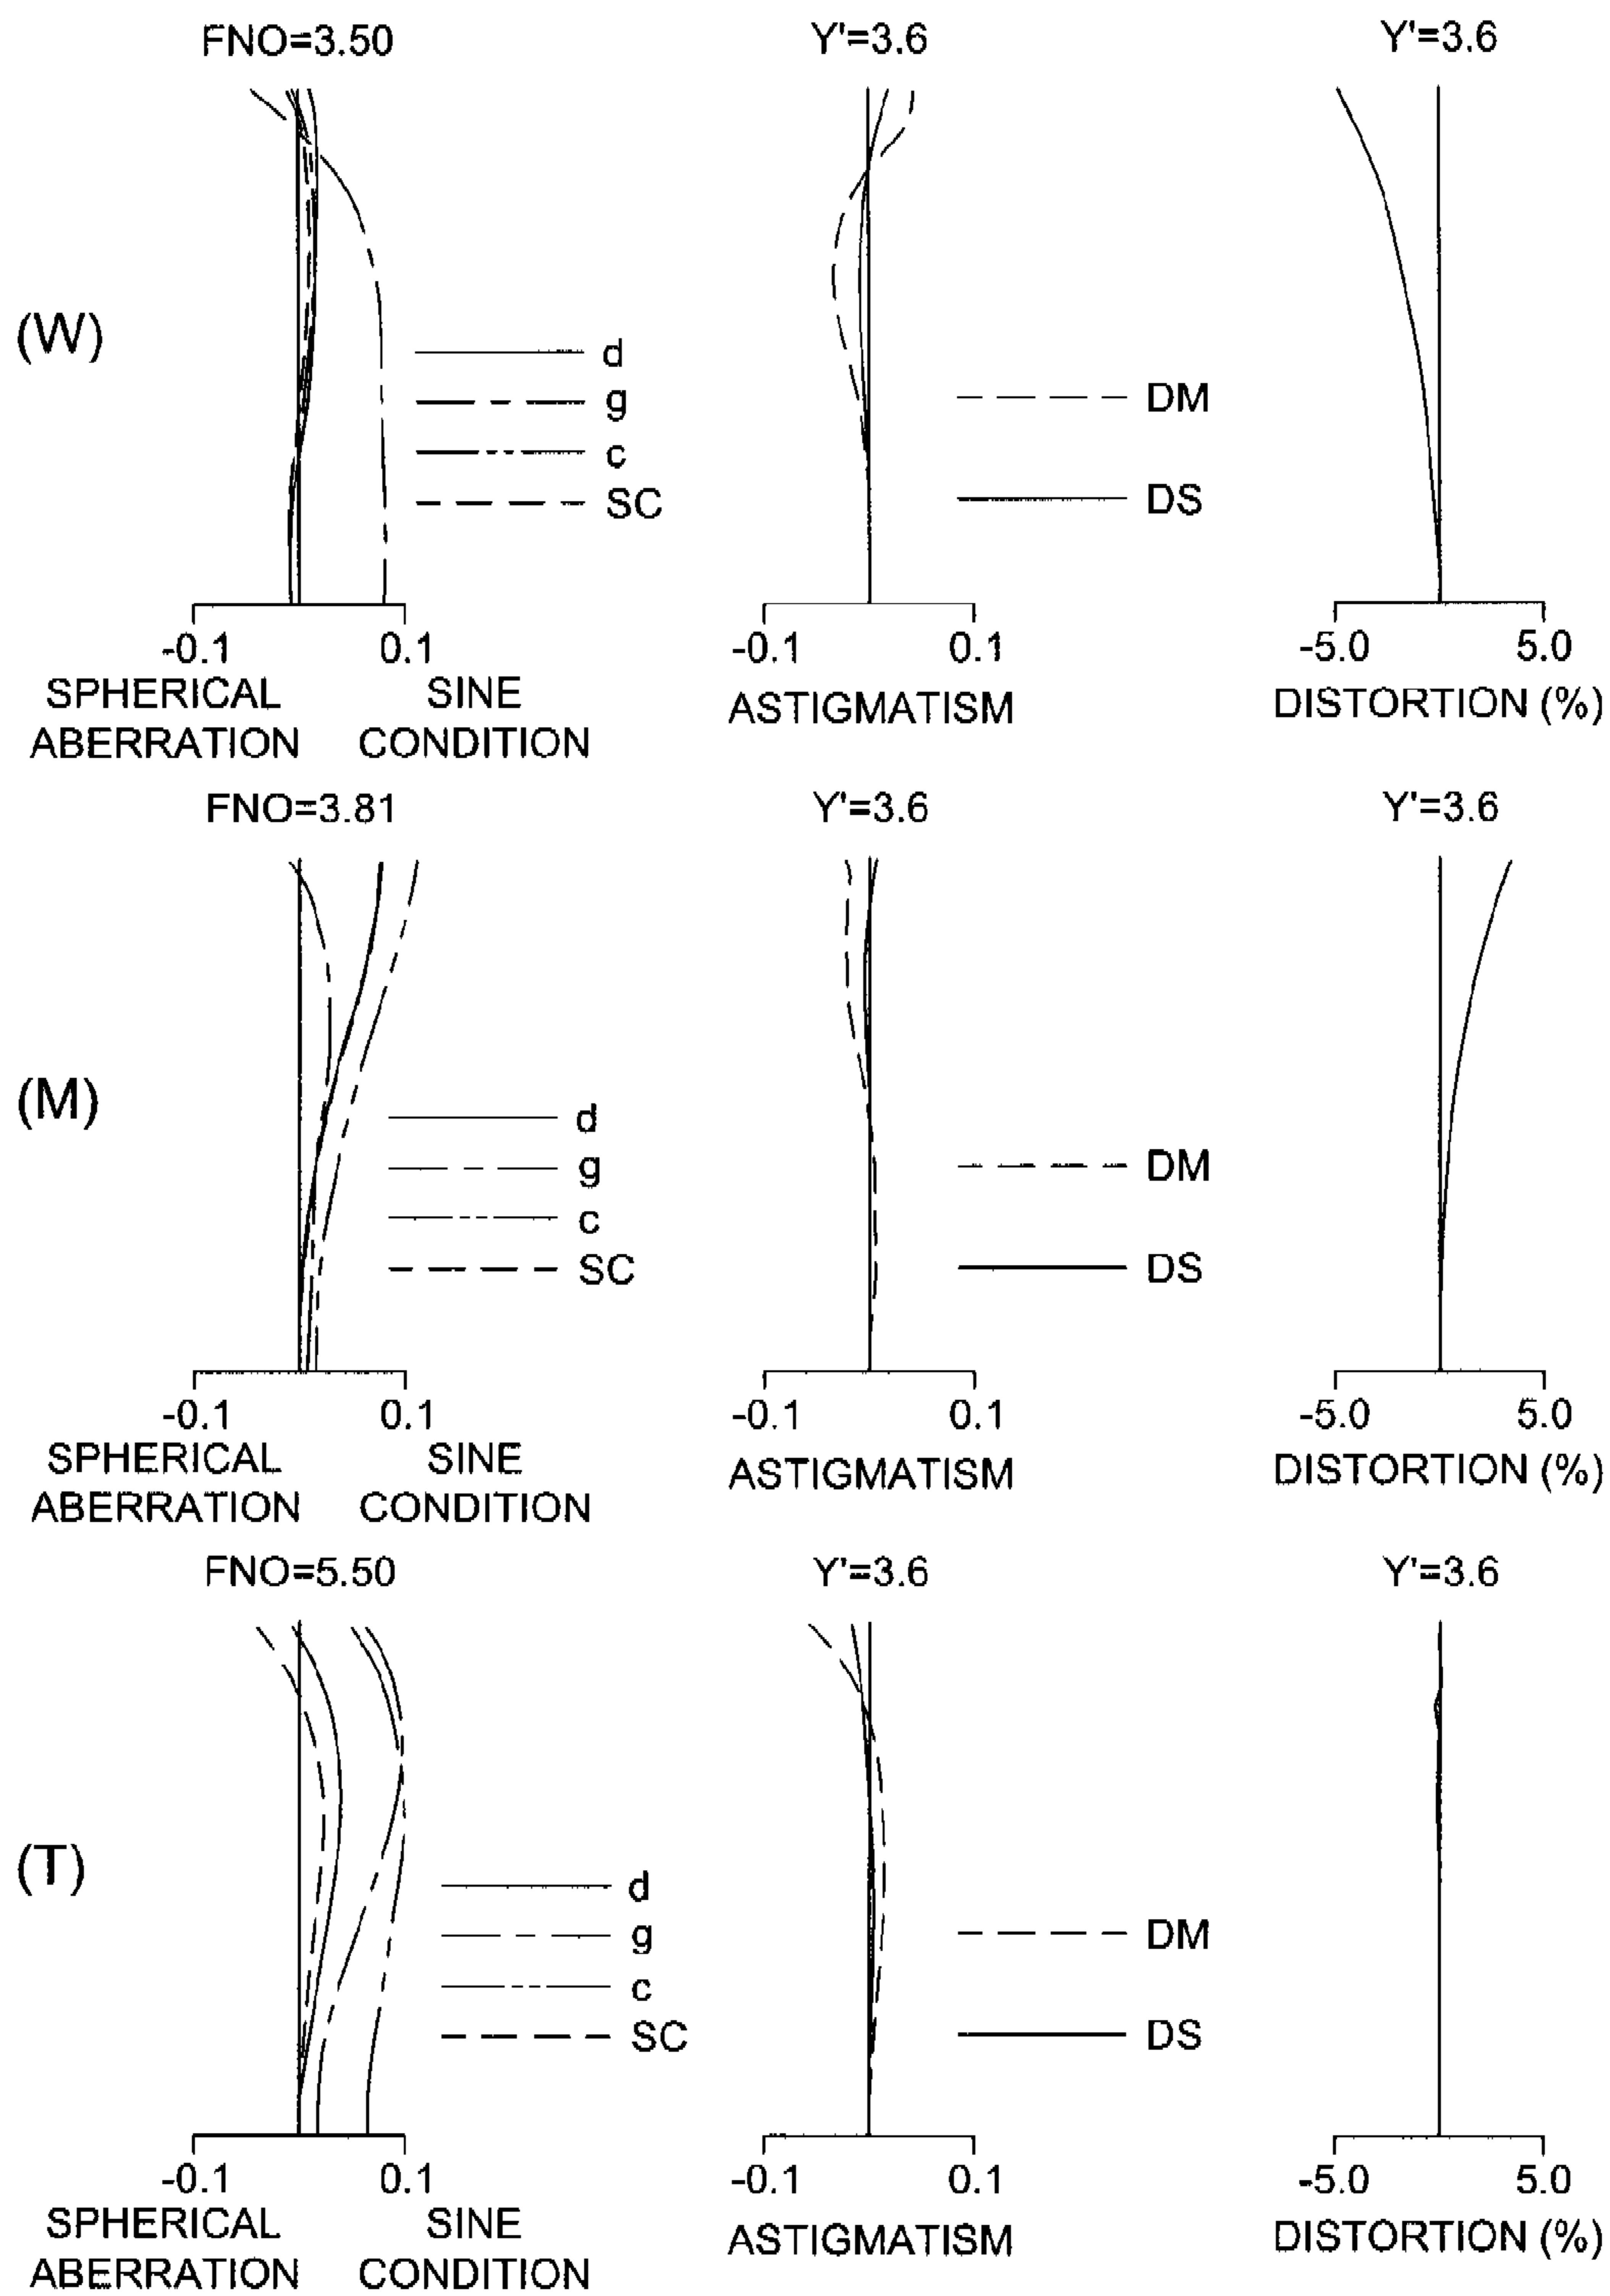 FNO=3.50
Y'=3.6
Y'=3.6
(W)
d
g
c
SC
DM
DS
-0.1
0.1
-0.1
0.1
-5.0
5.0
SPHERICAL
ABERRATION
SINE
CONDITION
ASTIGMATISM
DISTORTION (%)
FNO=3.81
Y'=3.6
Y'=3.6
(M)
d
g
c
SC
DM
DS
-0.1
0.1
-0.1
0.1
-5.0
5.0
SPHERICAL
ABERRATION
SINE
CONDITION
ASTIGMATISM
DISTORTION (%)
FNO=5.50
Y'=3.6
Y'=3.6
(T)
d
g
c
SC
DM
DS
-0.1
0.1
-0.1
0.1
-5.0
5.0
SPHERICAL
ABERRATION
SINE
CONDITION
ASTIGMATISM
DISTORTION (%)